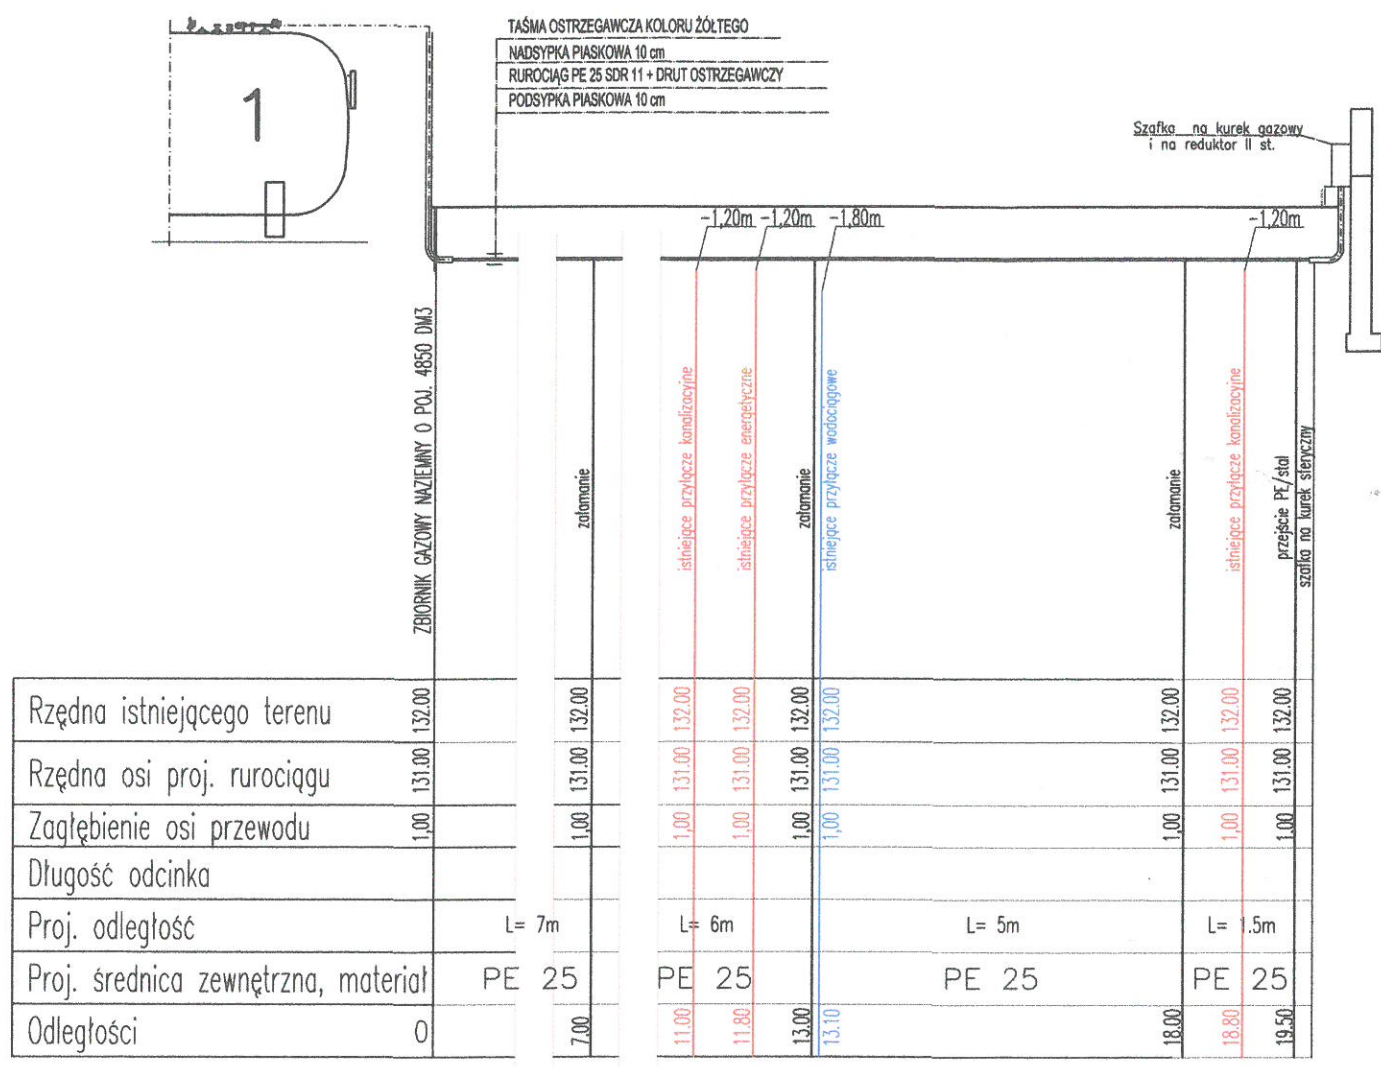 TAŚMA OSTRZEGAWCZA KOLORU ŻÓŁTEGO
NADSYPKA PIASKOWA 10 cm
RUROCIĄG PE 25 SDR 11 + DRUT OSTRZEGAWCZY
PODSYPKA PIASKOWA 10 cm
1
Szafka na kurek gazowy
i na reduktor II st.
-1,20m -1,20m -1,80m -1,20m
ZBIORNIK GAZOWY NAZIEMNY O POJ. 4850 DM3
załamanie
istniejące przyłącze kanalizacyjne
istniejące przyłącze energetyczne
załamanie
istniejące przyłącze wodociągowe
załamanie
istniejące przyłącze kanalizacyjne
przejście PE/stal
szafka na kurek sferyczny
Rzędna istniejącego terenu 132.00 132.00 132.00 132.00 132.00 132.00 132.00 132.00 132.00
Rzędna osi proj. rurociągu 131.00 131.00 131.00 131.00 131.00 131.00 131.00 131.00 131.00
Zagłębienie osi przewodu 1,00 1,00 1,00 1,00 1,00 1,00 1,00 1,00 1.00
Długość odcinka
Proj. odległość L= 7m L= 6m L= 5m L= 1.5m
Proj. średnica zewnętrzna, materiał PE 25 PE 25 PE 25 PE 25
Odległości 0 7.00 11.00 11.80 13.00 13.10 18.00 18.80 19.50